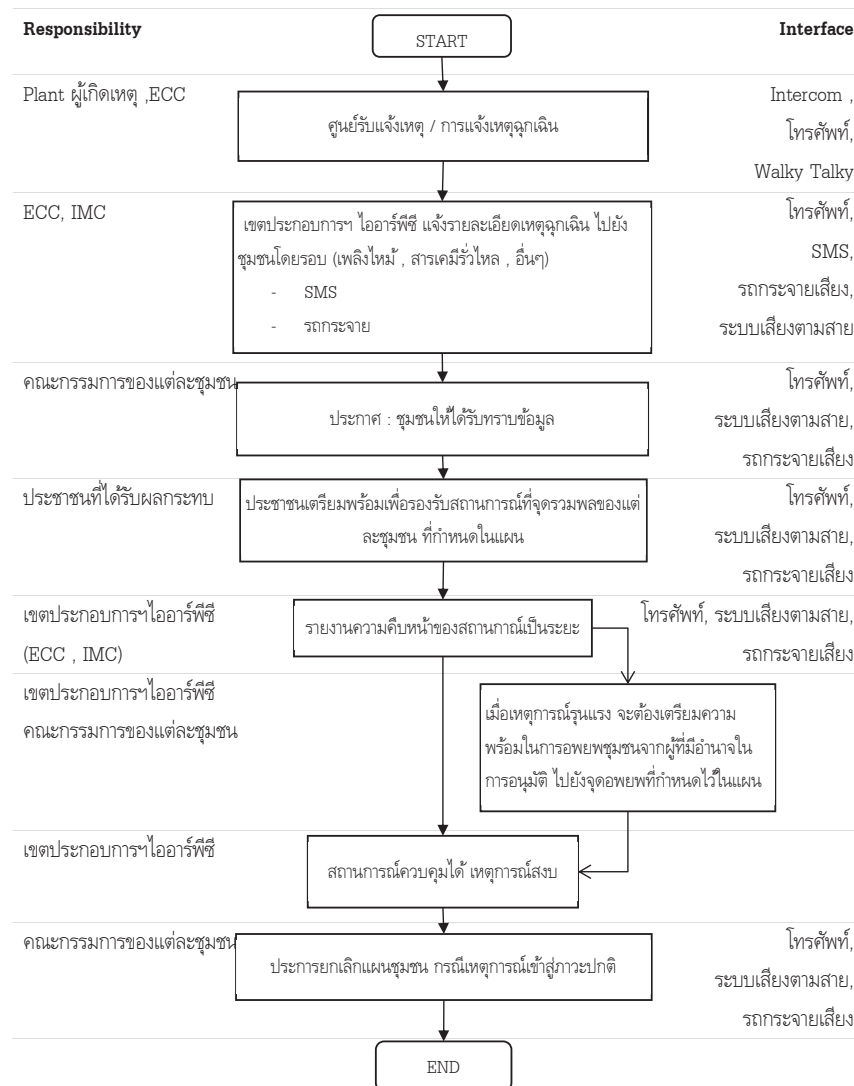 Responsibility
START
Interface
Plant ผู้เกิดเหตุ ,ECC
ศูนย์รับแจ้งเหตุ / การแจ้งเหตุฉุกเฉิน
Intercom ,
โทรศัพท์,
Walky Talky
ECC, IMC
เขตประกอบการฯ ไออาร์พีซี แจ้งรายละเอียดเหตุฉุกเฉิน ไปยัง
ชุมชนโดยรอบ (เพลิงไหม้ , สารเคมีรั่วไหล , อื่นๆ)
- SMS
- รถกระจาย
โทรศัพท์,
SMS,
รถกระจายเสียง,
ระบบเสียงตามสาย
คณะกรรมการของแต่ละชุมชน
ประกาศ : ชุมชนให้ได้รับทราบข้อมูล
โทรศัพท์,
ระบบเสียงตามสาย,
รถกระจายเสียง
ประชาชนที่ได้รับผลกระทบ
ประชาชนเตรียมพร้อมเพื่อรองรับสถานการณ์ที่จุดรวมพลของแต่
ละชุมชน ที่กำหนดในแผน
โทรศัพท์,
ระบบเสียงตามสาย,
รถกระจายเสียง
เขตประกอบการฯไออาร์พีซี
(ECC , IMC)
รายงานความคืบหน้าของสถานกาณ์เป็นระยะ
โทรศัพท์, ระบบเสียงตามสาย,
รถกระจายเสียง
เขตประกอบการฯไออาร์พีซี
คณะกรรมการของแต่ละชุมชน
เมื่อเหตุการณ์รุนแรง จะต้องเตรียมความ
พร้อมในการอพยพชุมชนจากผู้ที่มีอำนาจใน
การอนุมัติ ไปยังจุดอพยพที่กำหนดไว้ในแผน
เขตประกอบการฯไออาร์พีซี
สถานการณ์ควบคุมได้ เหตุการณ์สงบ
คณะกรรมการของแต่ละชุมชน
ประการยกเลิกแผนชุมชน กรณีเหตุการณ์เข้าสู่ภาวะปกติ
โทรศัพท์,
ระบบเสียงตามสาย,
รถกระจายเสียง
END